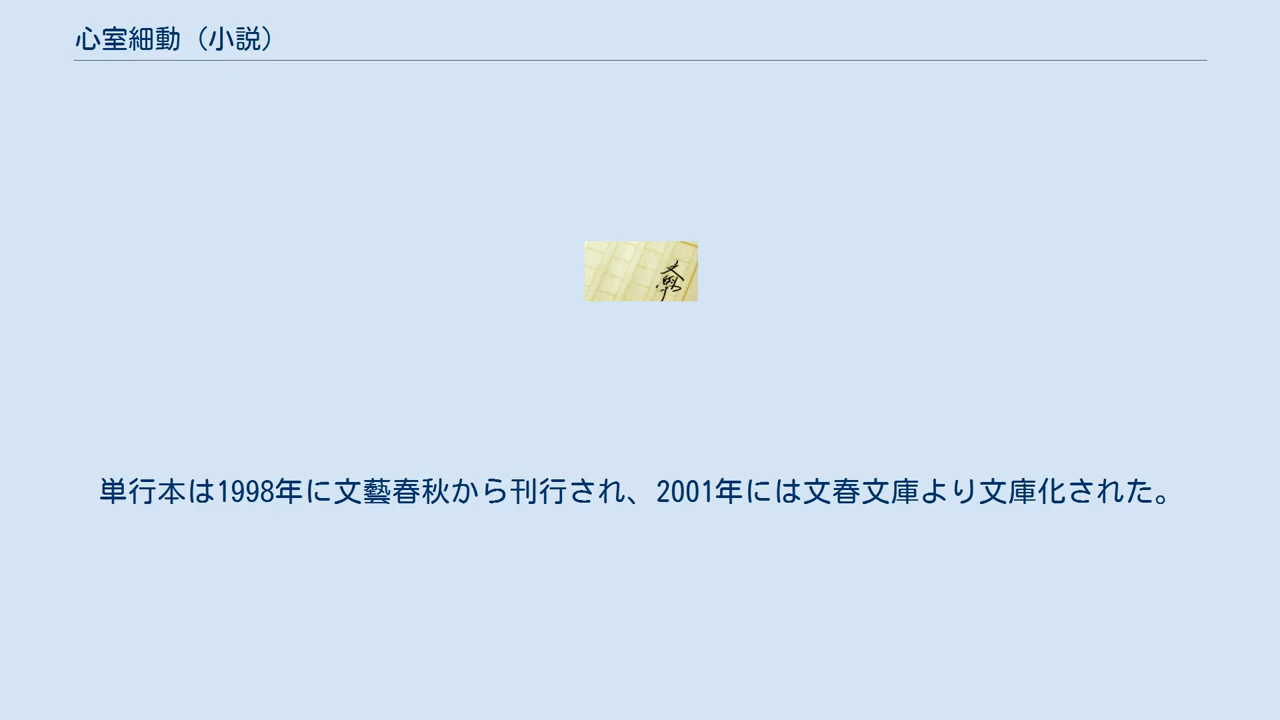 心室細動（小説）
単行本は1998年に文藝春秋から刊行され、2001年には文春文庫より文庫化された。